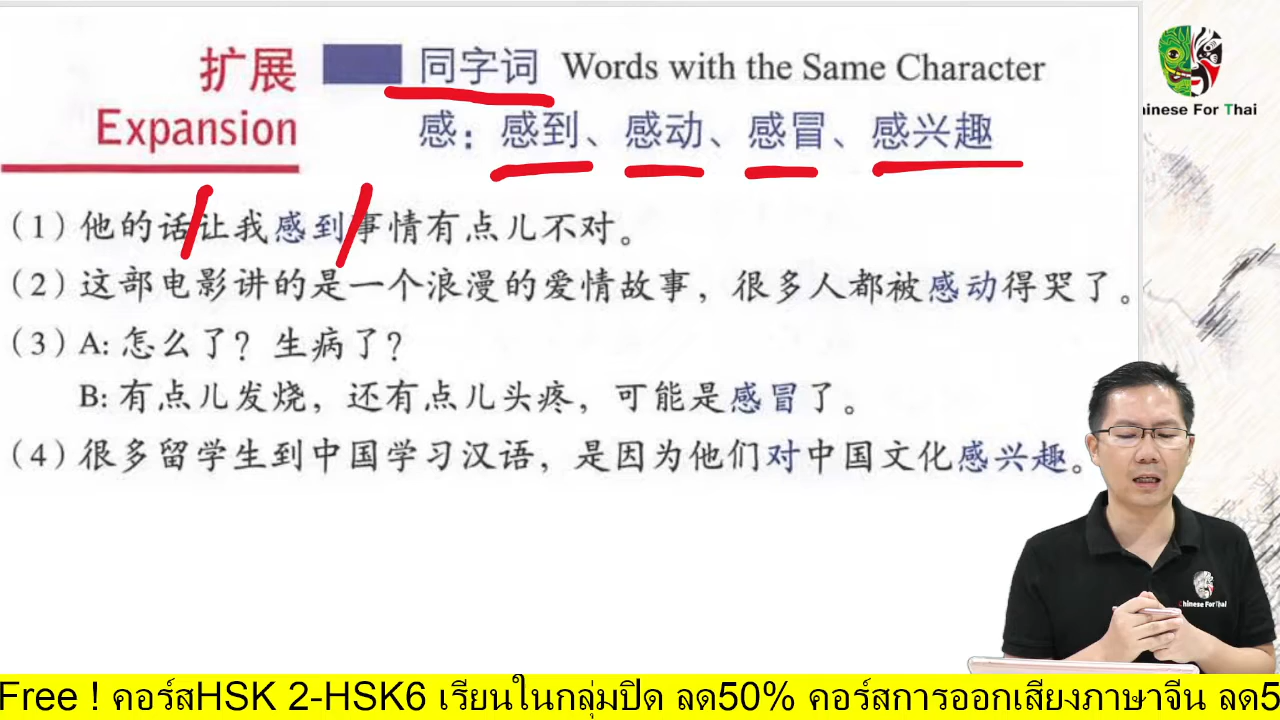 扩展 同字词 Words with the Same Character
Expansion 感：感到、感动、感冒、感兴趣
（1）他的话让我感到事情有点儿不对。
（2）这部电影讲的是一个浪漫的爱情故事，很多人都被感动得哭了。
（3）A: 怎么了？生病了？
B: 有点儿发烧，还有点儿头疼，可能是感冒了。
（4）很多留学生到中国学习汉语，是因为他们对中国文化感兴趣。
hinese For Thai
Chinese For Thai
Free ! คอร์สHSK 2-HSK6 เรียนในกลุ่มปิด ลด50% คอร์สการออกเสียงภาษาจีน ลด5